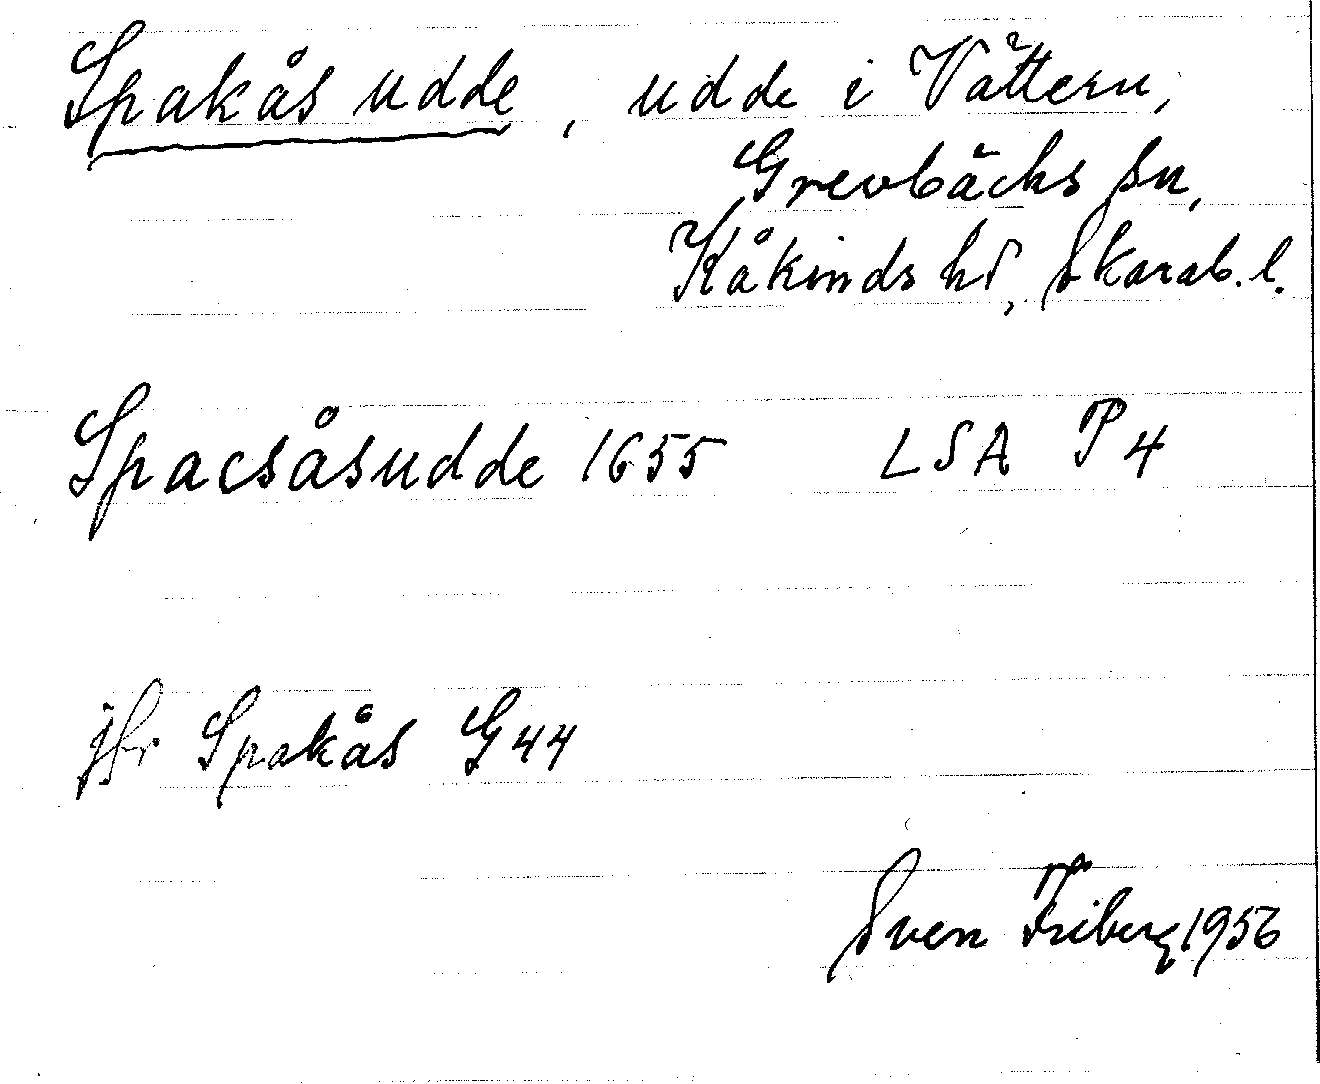 Spakås udde, udde i Vättern,
Grevbäcks sn,
Kåkinds hd, Skarab. l.
Spacsåsudde 1655 LSA P4
jfr Spakås G44
Sven Friberg 1956